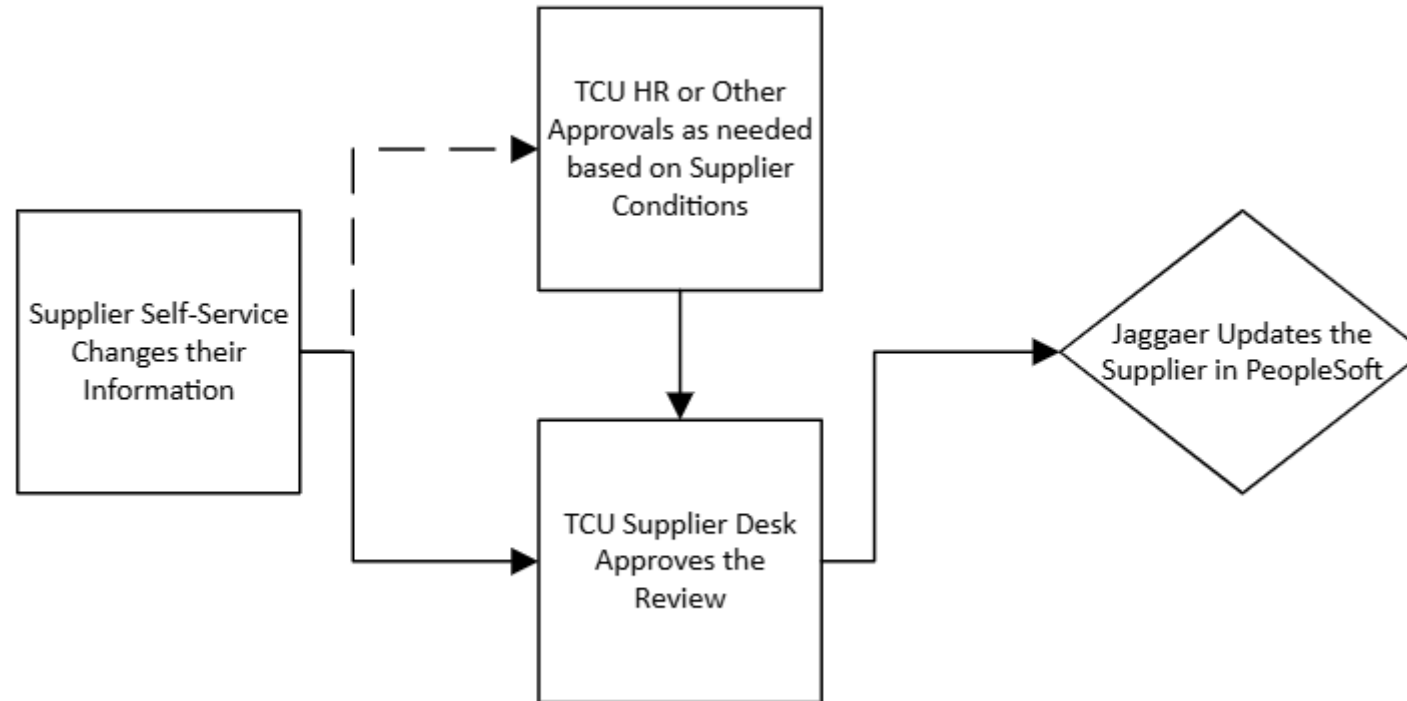 TCU HR or Other
Approvals as needed
based on Supplier
Conditions
Supplier Self-Service
Changes their
Information
Jaggaer Updates the
Supplier in PeopleSoft
TCU Supplier Desk
Approves the
Review